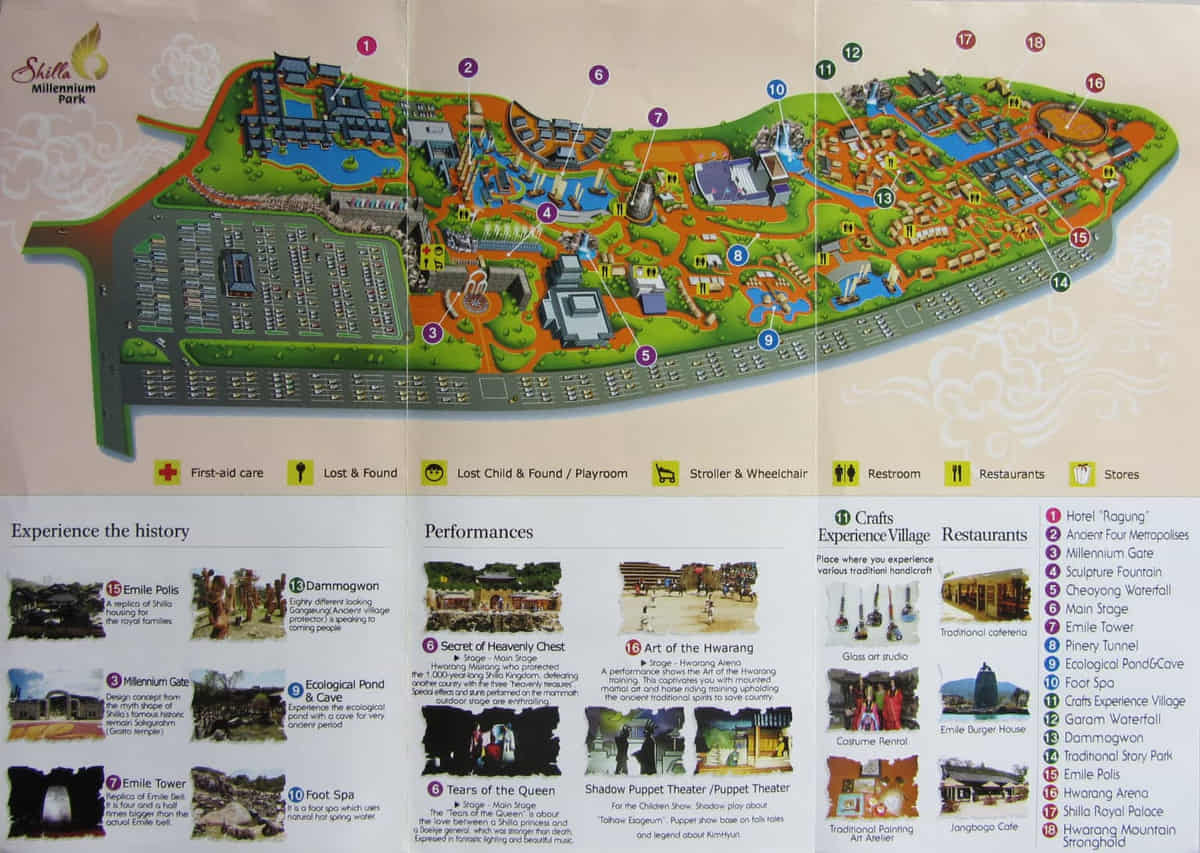 Shilla
Millennium
Park
1
2
6
7
10
11
12
17
18
16
4
13
8
15
14
3
5
9
First-aid care
Lost & Found
Lost Child & Found / Playroom
Stroller & Wheelchair
Restroom
Restaurants
Stores
Experience the history
15 Emile Polis
A replica of Shilla
housing for
the royal families
13 Dammogwon
Eighty different looking
Gangseung(Ancient village
protector) is speaking to
coming people
3 Millennium Gate
Design concept from
the myth shape of
Shilla's famous historic
remain Sokguram
(Grotto temple)
9 Ecological Pond
& Cave
Experience the ecological
pond with a cave for very
ancient period
7 Emile Tower
Replica of Emile Bell.
It is four and a half
times bigger than the
actual Emile bell.
10 Foot Spa
It is a foot spa which uses
natural hot spring water.
Performances
6 Secret of Heavenly Chest
▶ Stage - Main Stage
Hwarang Misirang who protected
the 1,000-year-long Shilla Kingdom, defeating
another country with the three "heavenly treasures".
Special effects and stunts performed on the mammoth
outdoor stage are enthralling.
16 Art of the Hwarang
▶ Stage - Hwarang Arena
A performance shows the Art of the Hwarang
training. This captivates with mounted
martial art and horse riding training upholding
the ancient traditional spirits to save country
6 Tears of the Queen
▶ Stage - Main Stage
The "Tears of the Queen" is about
the love between a Shilla princess and
a Baekje general, which was stronger than death.
Expressed in fantastic lighting and beautiful music.
Shadow Puppet Theater /Puppet Theater
For the Children Show. Shadow play about
"Talhaw Esageum". Puppet show base on folk tales
and legend about KimHyun.
11 Crafts
Experience Village
Place where you experience
various traditionl handicraft
Glass art studio
Costume Rental
Traditional Painting
Art Atelier
Restaurants
Traditional cafeteria
Emile Burger House
Jangbogo Cafe
1 Hotel "Ragung"
2 Ancient Four Metropolises
3 Millennium Gate
4 Sculpture Fountain
5 Cheoyong Waterfall
6 Main Stage
7 Emile Tower
8 Pinery Tunnel
9 Ecological Pond&Cave
10 Foot Spa
11 Crafts Experience Village
12 Garam Waterfall
13 Dammogwon
14 Traditional Story Park
15 Emile Polis
16 Hwarang Arena
17 Shilla Royal Palace
18 Hwarang Mountain
Stronghold